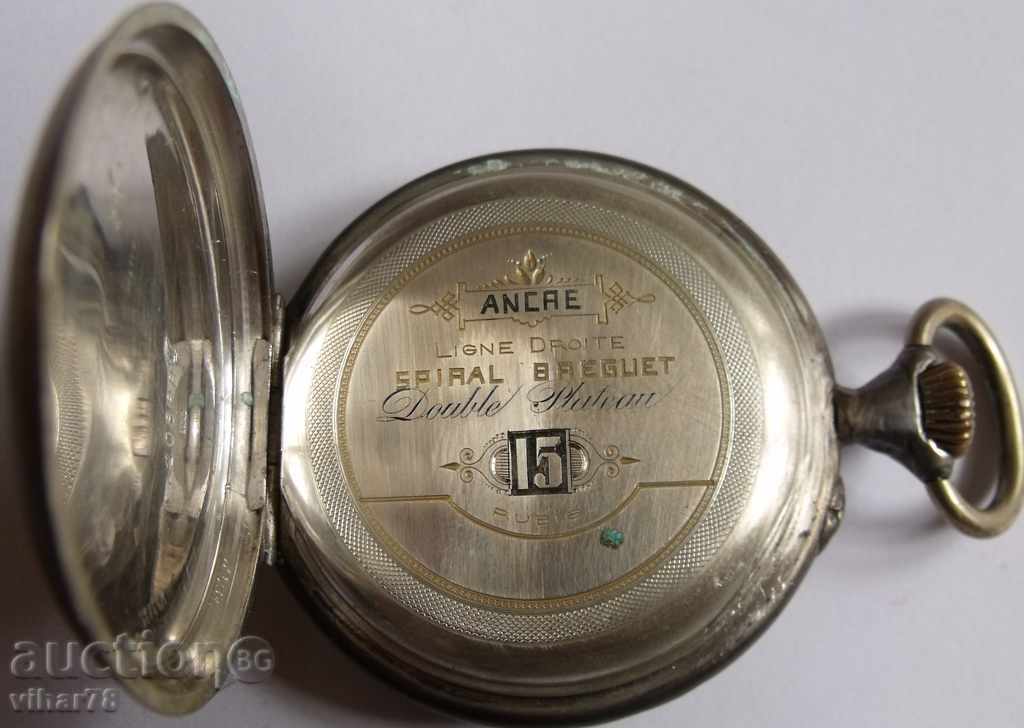 ANCRE
LIGNE DROITE
SPIRAL BREGUET
Double Plateau
15
RUBIS
auction BG
vihar78